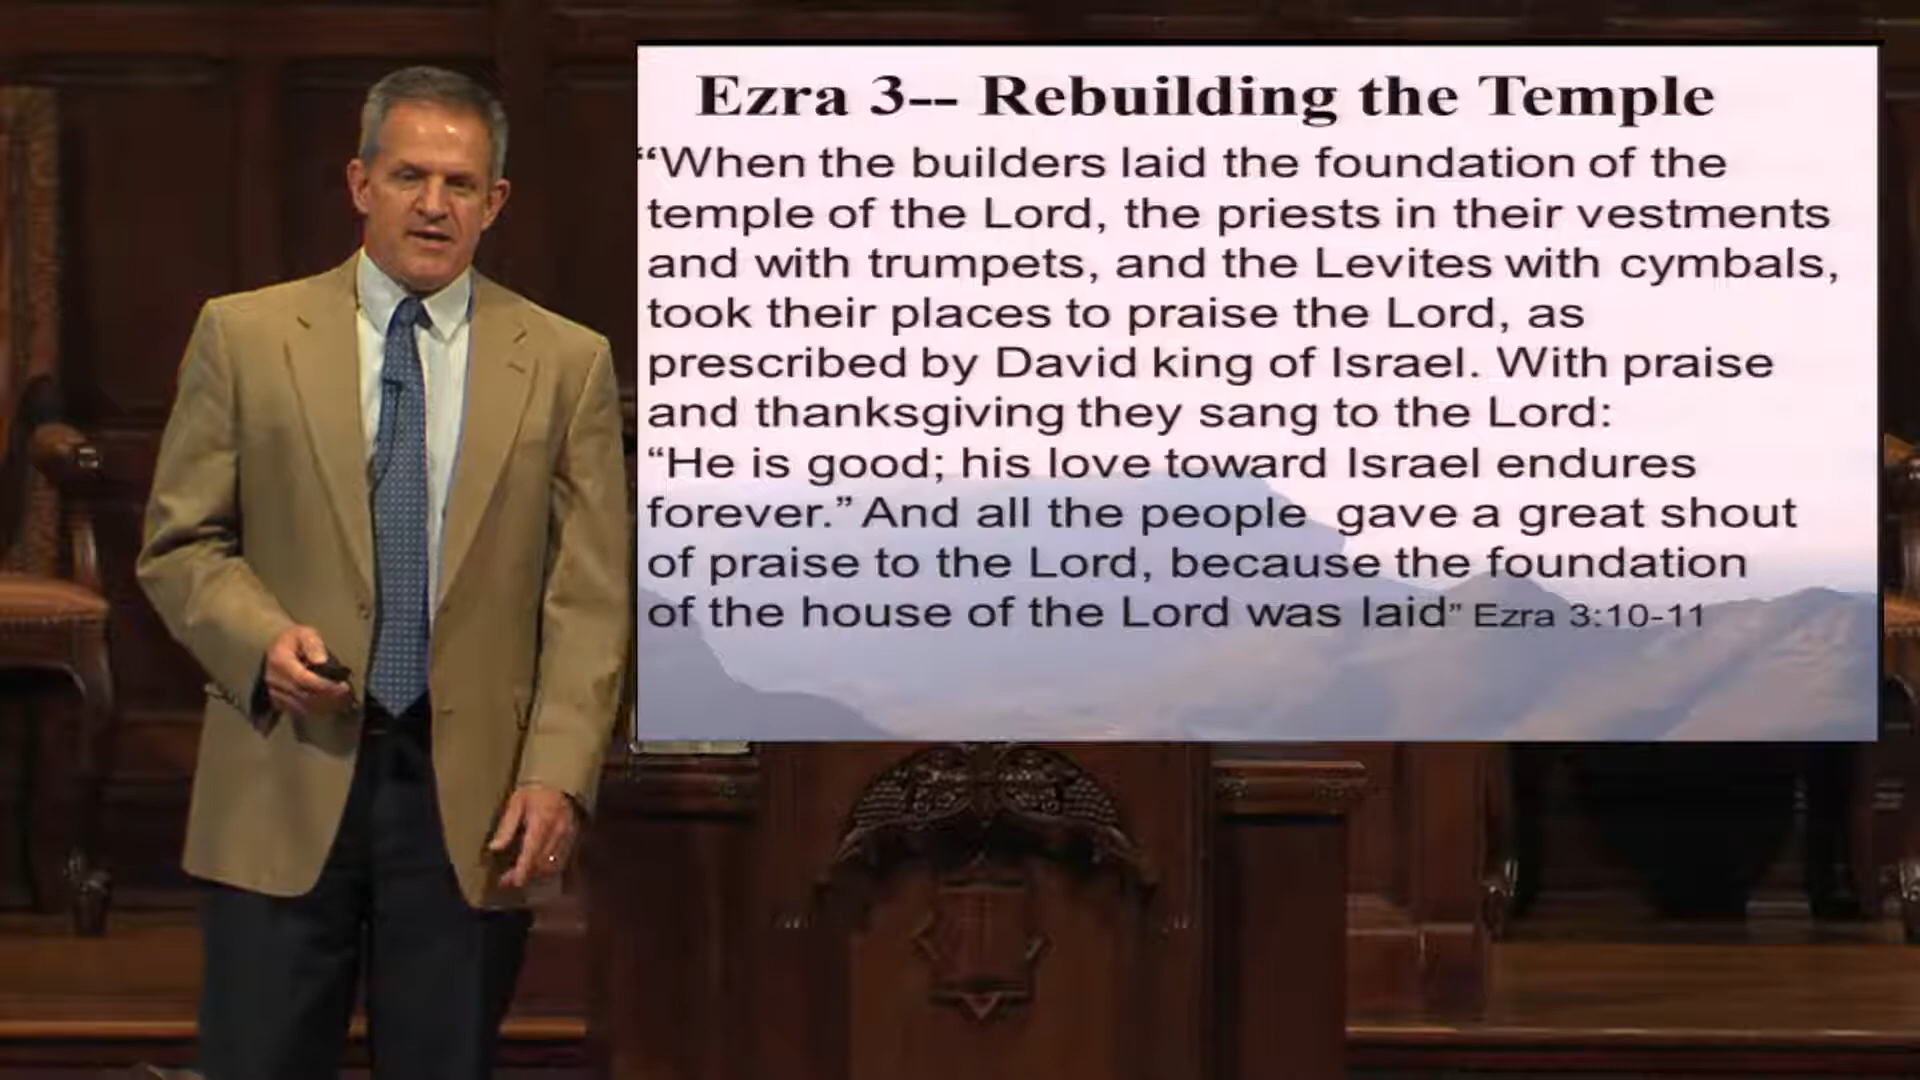 Ezra 3-- Rebuilding the Temple
“When the builders laid the foundation of the
temple of the Lord, the priests in their vestments
and with trumpets, and the Levites with cymbals,
took their places to praise the Lord, as
prescribed by David king of Israel. With praise
and thanksgiving they sang to the Lord:
“He is good; his love toward Israel endures
forever.” And all the people  gave a great shout
of praise to the Lord, because the foundation
of the house of the Lord was laid” Ezra 3:10-11